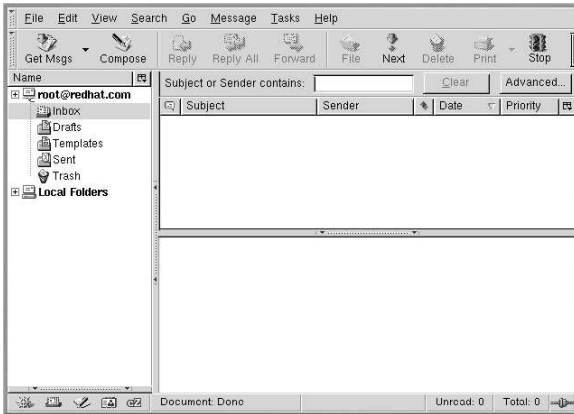 File Edit View Search Go Message Tasks Help
Get Msgs Compose Reply Reply All Forward File Next Delete Print Stop
Name
Subject or Sender contains: Clear Advanced...
root@redhat.com
Subject Sender Date Priority
Inbox
Drafts
Templates
Sent
Trash
Local Folders
Document: Done Unread: 0 Total: 0